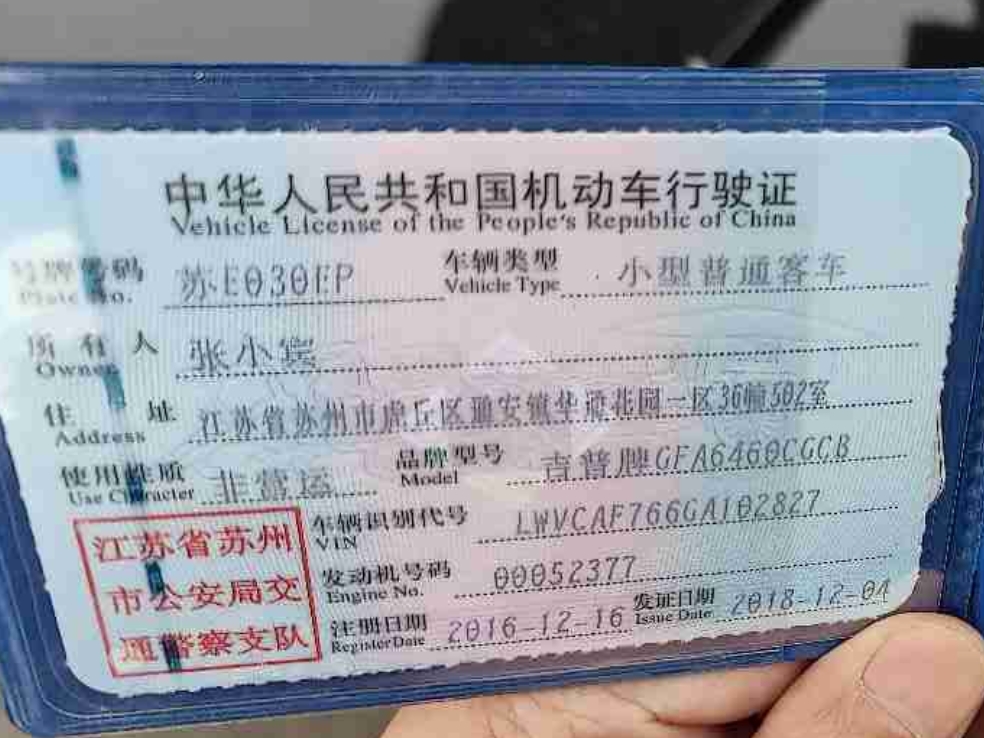 中华人民共和国机动车行驶证
Vehicle License of the People's Republic of China
号牌号码 苏E030EP 车辆类型 小型普通客车
Plate No. Vehicle Type
所有人 张小宾
Owner
住址 江苏省苏州市虎丘区通安镇华通花园一区36幢502室
Address
使用性质 非营运 品牌型号 吉普牌GFA6460CGCB
Use Character Model
江苏省苏州
市公安局交
通警察支队
车辆识别代号 LWVCAF766GA102827
VIN
发动机号码 00052377
Engine No.
注册日期 2016-12-16 发证日期 2018-12-04
Register Date Issue Date